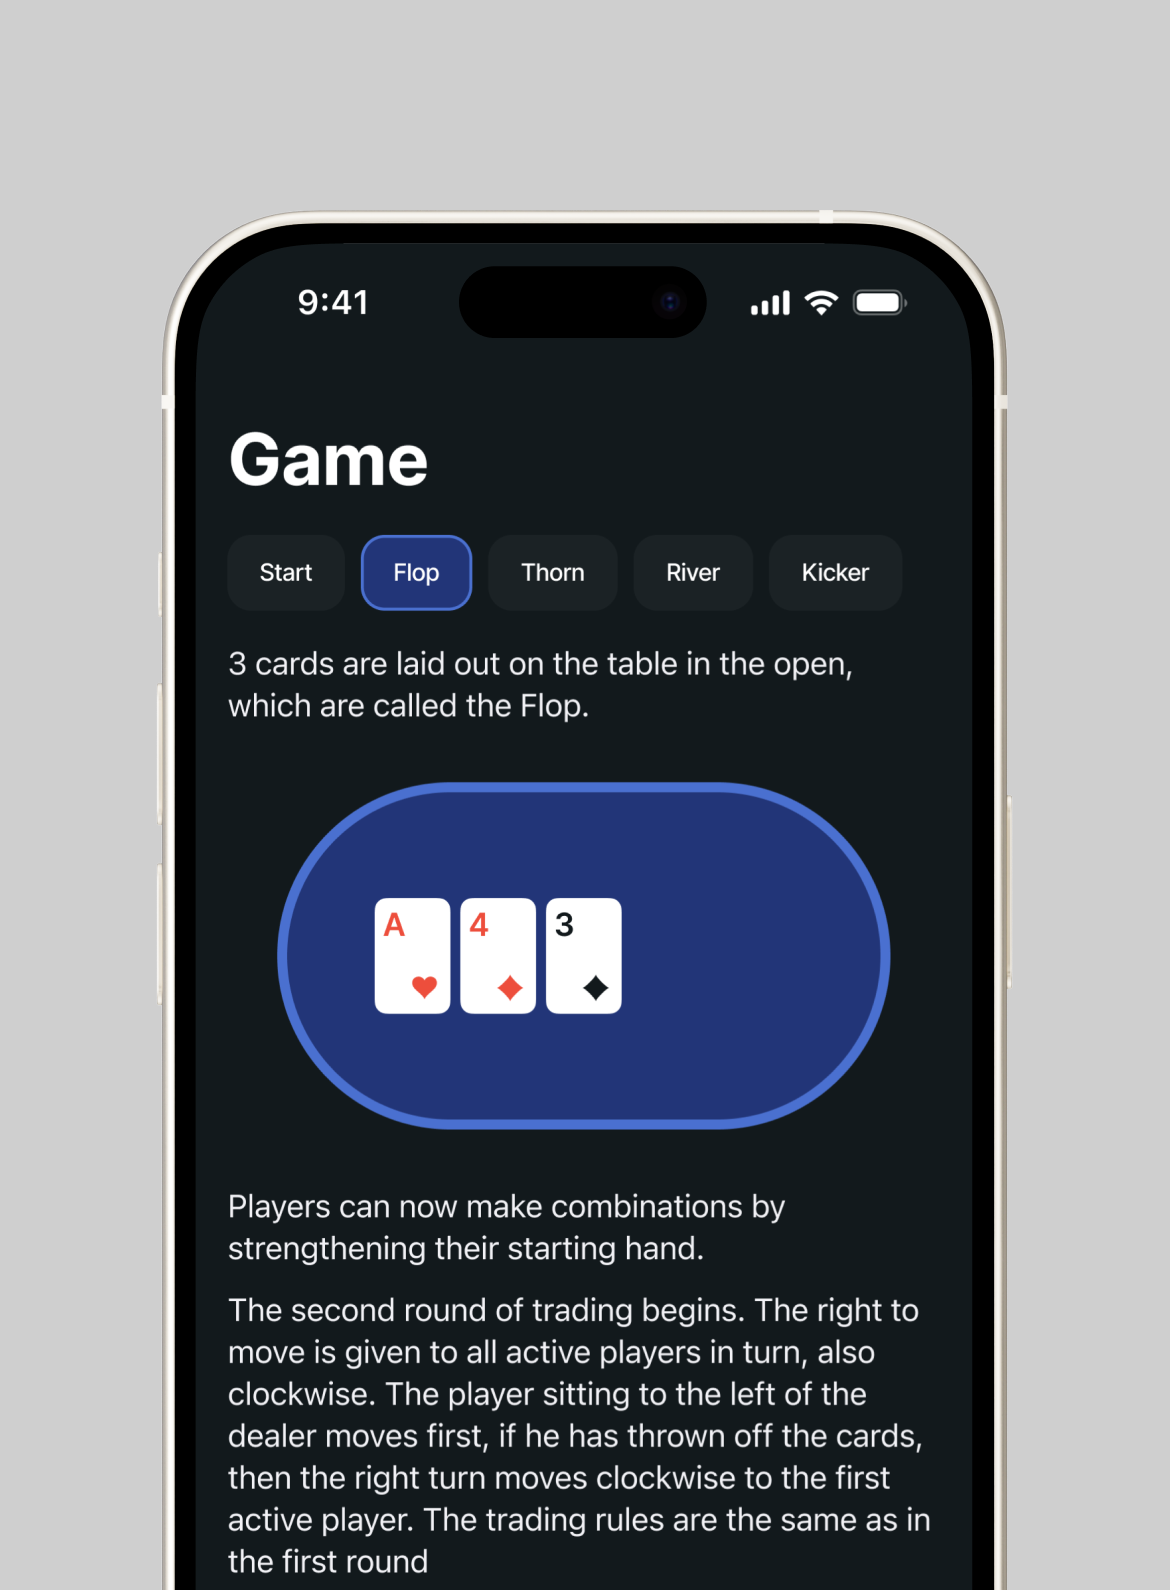 9:41
Game
Start Flop Thorn River Kicker
3 cards are laid out on the table in the open,
which are called the Flop.
A 4 3
Players can now make combinations by
strengthening their starting hand.
The second round of trading begins. The right to
move is given to all active players in turn, also
clockwise. The player sitting to the left of the
dealer moves first, if he has thrown off the cards,
then the right turn moves clockwise to the first
active player. The trading rules are the same as in
the first round